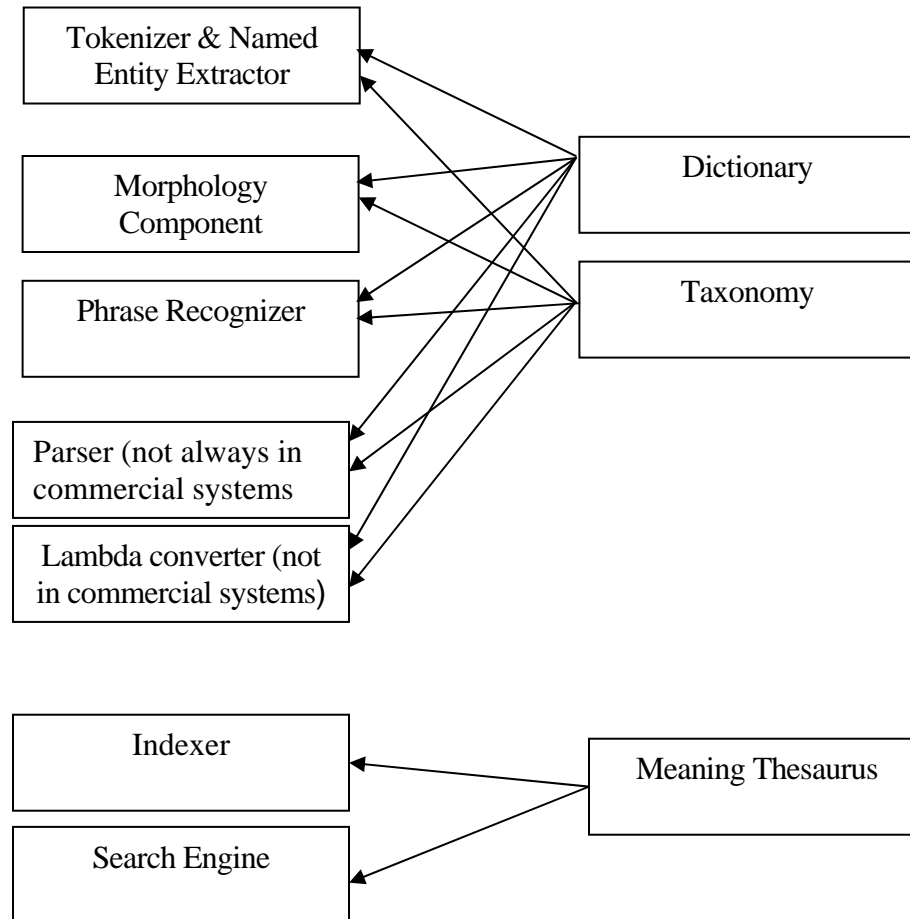 Tokenizer & Named
Entity Extractor
Dictionary
Morphology
Component
Taxonomy
Phrase Recognizer
Parser (not always in
commercial systems
Lambda converter (not
in commercial systems)
Indexer
Meaning Thesaurus
Search Engine